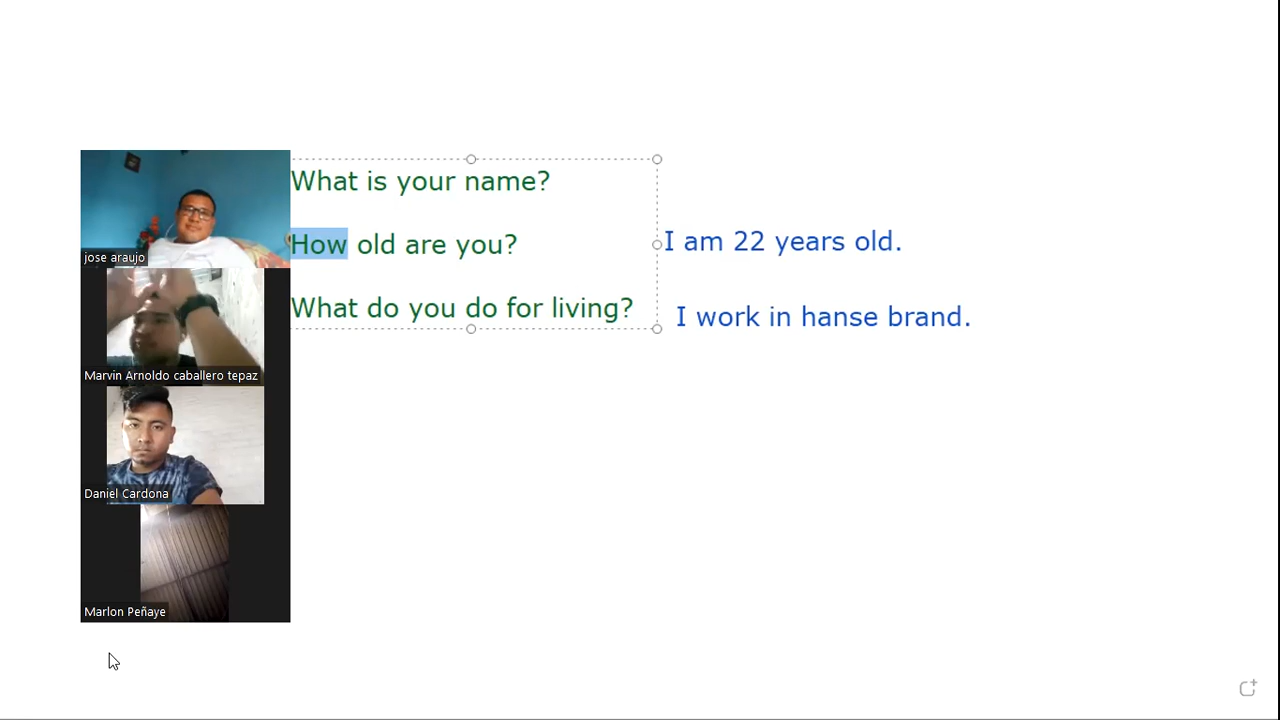 What is your name?
How old are you?
I am 22 years old.
What do you do for living?
I work in hanse brand.
jose araujo
Marvin Arnoldo caballero tepaz
Daniel Cardona
Marlon Peñaye